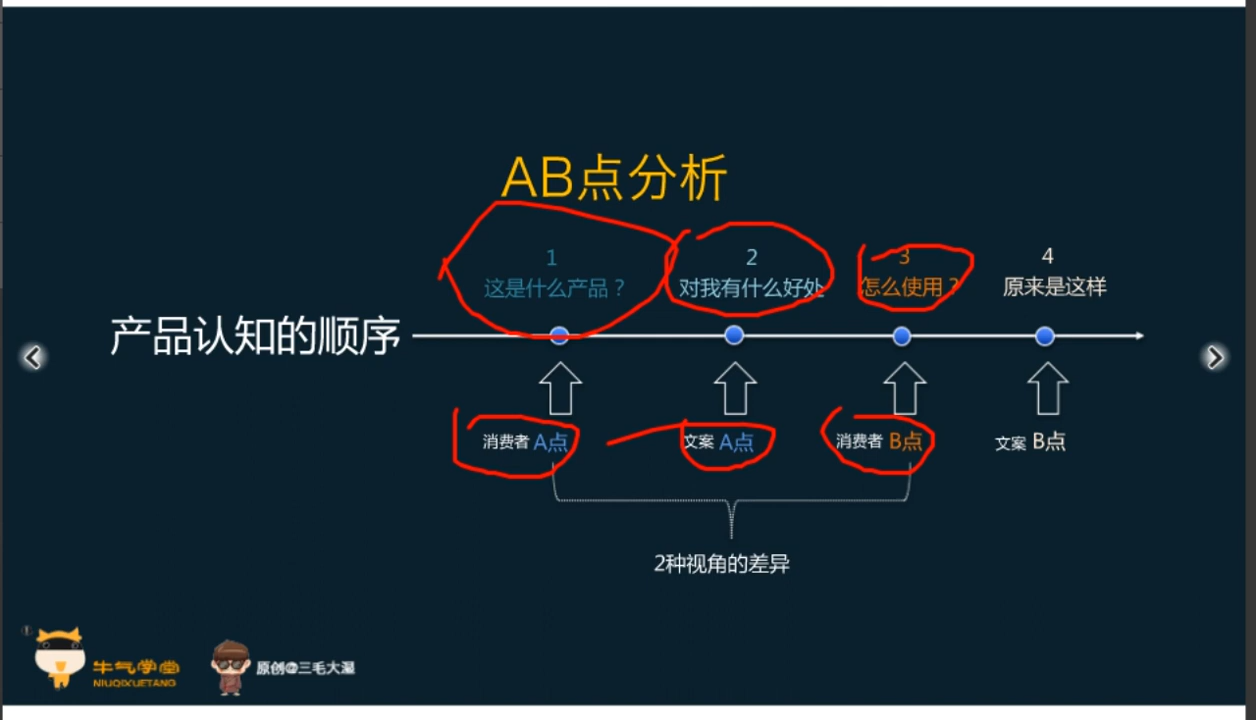 AB点分析
1
这是什么产品？
2
对我有什么好处
3
怎么使用？
4
原来是这样
产品认知的顺序
消费者 A点
文案 A点
消费者 B点
文案 B点
2种视角的差异
牛气学堂
NIUQIXUETANG
原创@三毛大湿